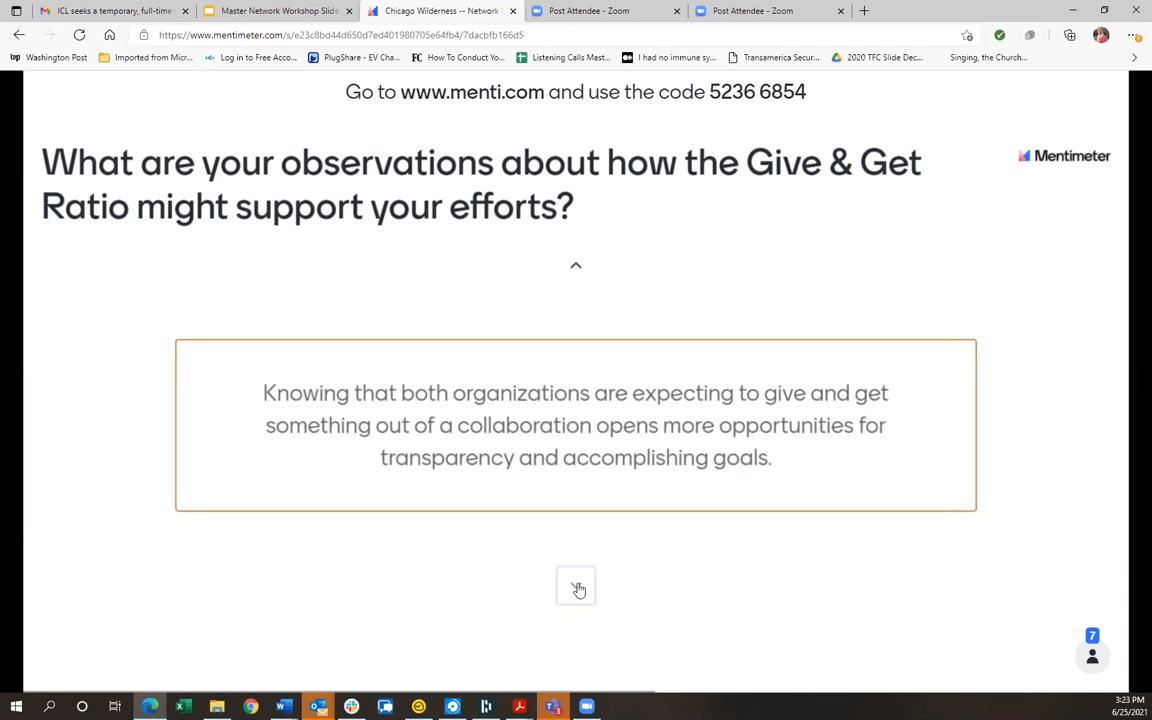 ICL seeks a temporary, full-time
Master Network Workshop Slide
Chicago Wilderness -- Network
Post Attendee - Zoom
Post Attendee - Zoom
https://www.mentimeter.com/s/e23c8bd44d650d7ed401980705e64fb4/7dacbfb166d5
Washington Post
Imported from Micr...
Log in to Free Acco...
PlugShare - EV Cha...
FC How To Conduct Yo...
Listening Calls Mast...
I had no immune sy...
Transamerica Secur...
2020 TFC Slide Dec...
Singing, the Church...
Go to www.menti.com and use the code 5236 6854
What are your observations about how the Give & Get
Ratio might support your efforts?
Mentimeter
Knowing that both organizations are expecting to give and get
something out of a collaboration opens more opportunities for
transparency and accomplishing goals.
7
3:23 PM
6/25/2021